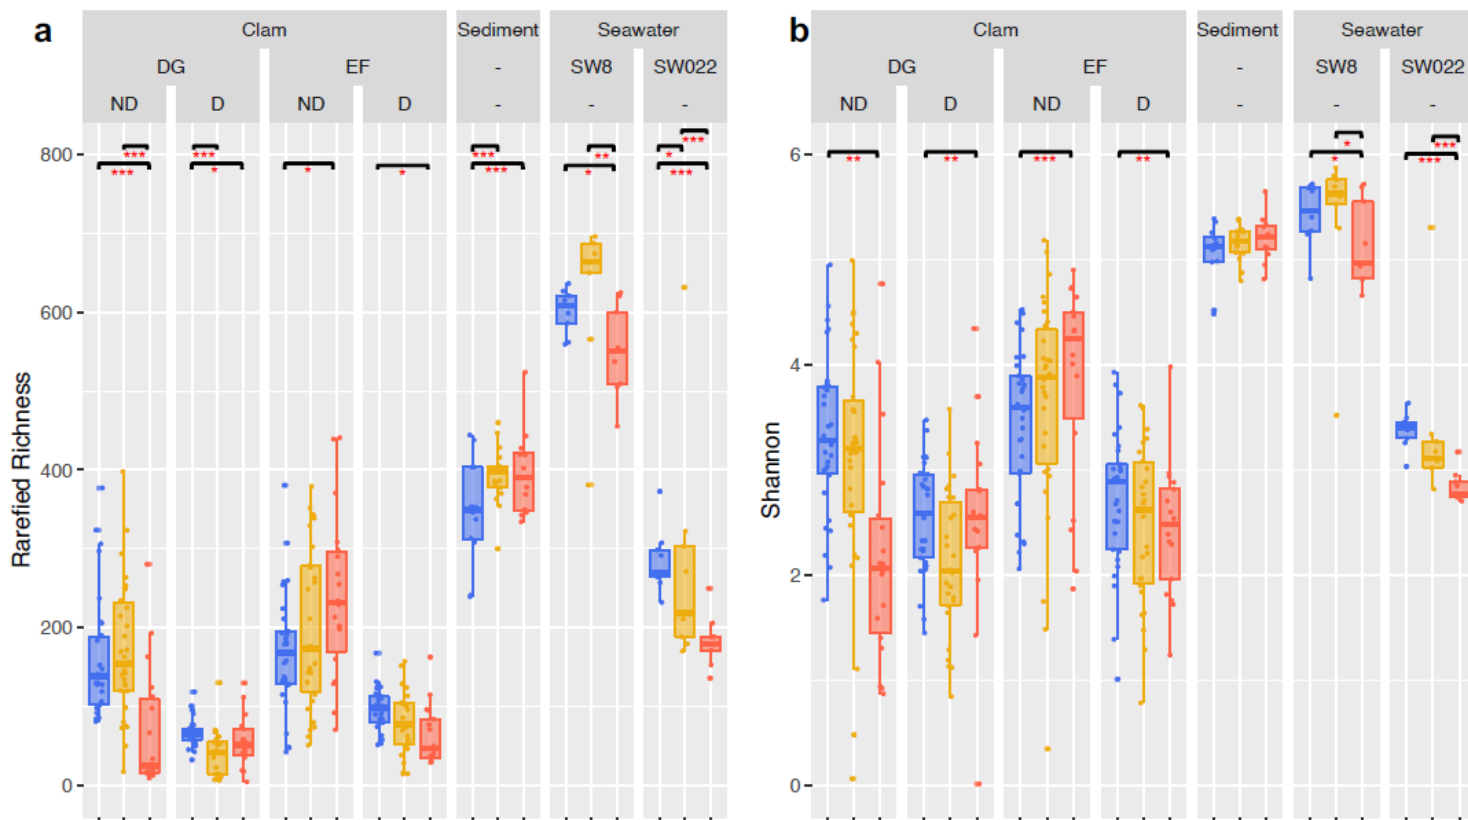 a
Clam Sediment Seawater
DG EF - SW8 SW022
ND D ND D - - -
*** *** *** ** * ***
*** * * * *** * ***
800
600
400
200
0
Rarefied Richness
b
Clam Sediment Seawater
DG EF - SW8 SW022
ND D ND D - - -
* ***
** ** *** ** * ***
6
4
2
0
Shannon